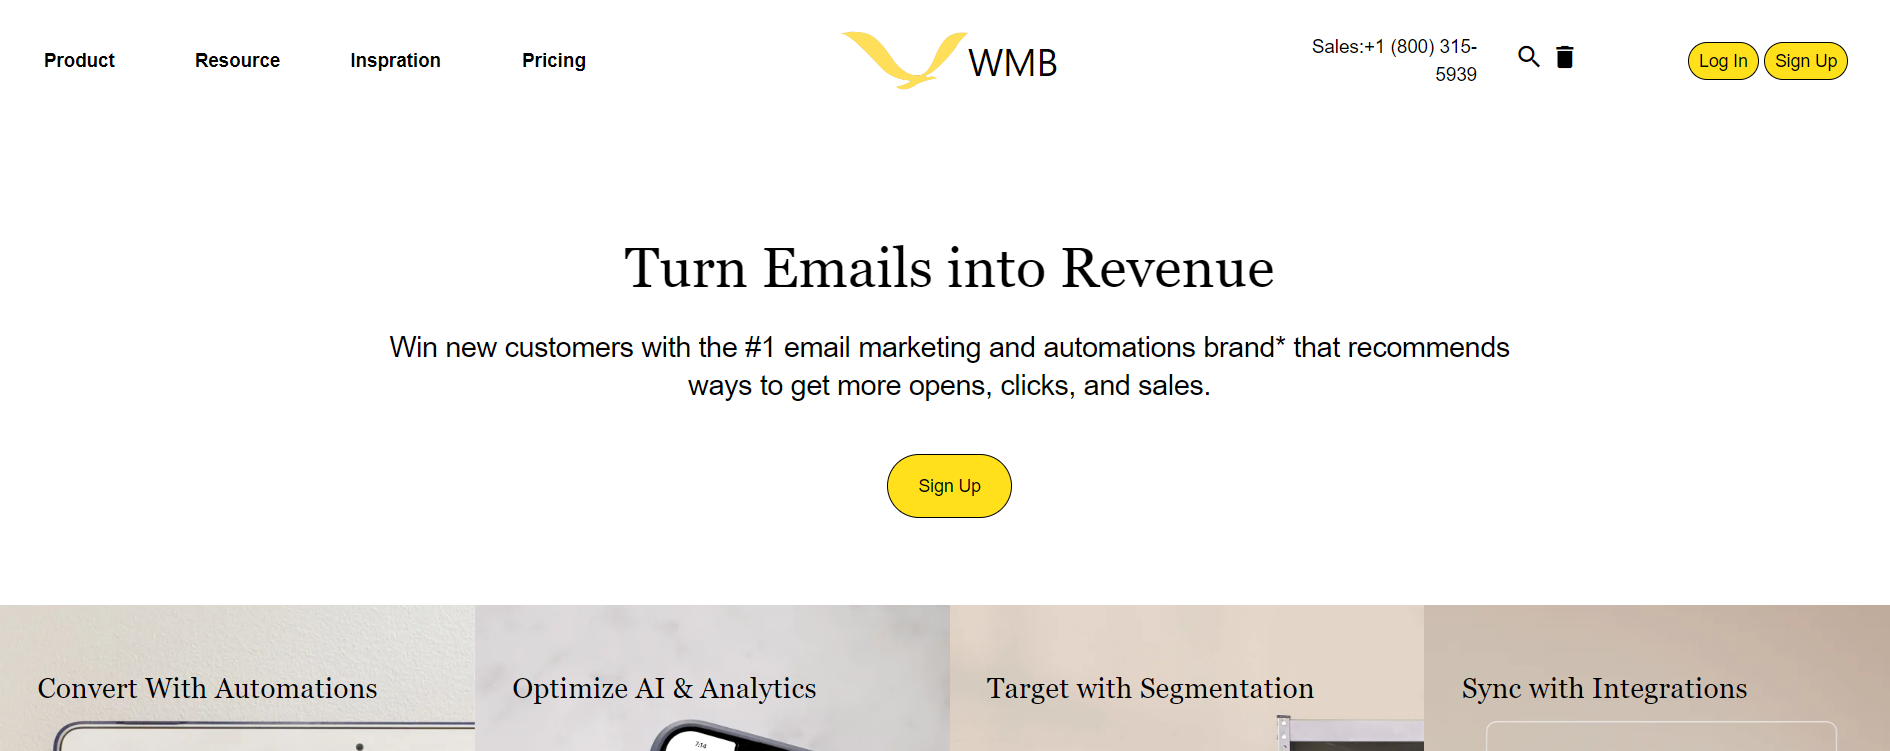 Product
Resource
Inspration
Pricing
WMB
Sales:+1 (800) 315-
5939
Log In
Sign Up
Turn Emails into Revenue
Win new customers with the #1 email marketing and automations brand* that recommends
ways to get more opens, clicks, and sales.
Sign Up
Convert With Automations
Optimize AI & Analytics
Target with Segmentation
Sync with Integrations
7:14